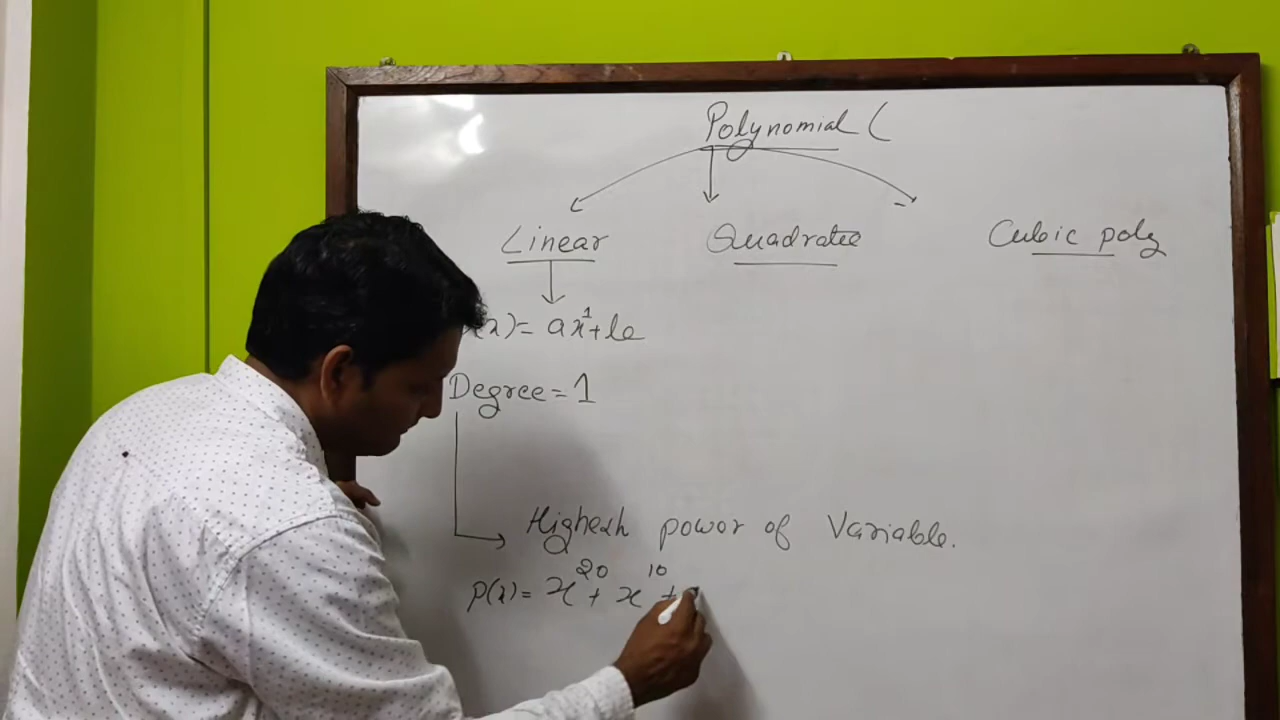 Polynomial (
Linear Quadratic Cubic poly
(x)= ax¹+b
Degree = 1
Highest power of Variable.
P(x) = x²⁰ + x¹⁰ +